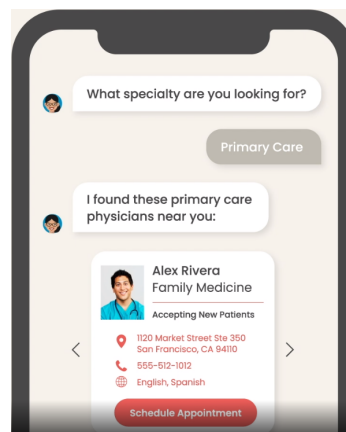 What specialty are you looking for?
Primary Care
I found these primary care
physicians near you:
Alex Rivera
Family Medicine
Accepting New Patients
1120 Market Street Ste 350
San Francisco, CA 94110
555-512-1012
English, Spanish
Schedule Appointment